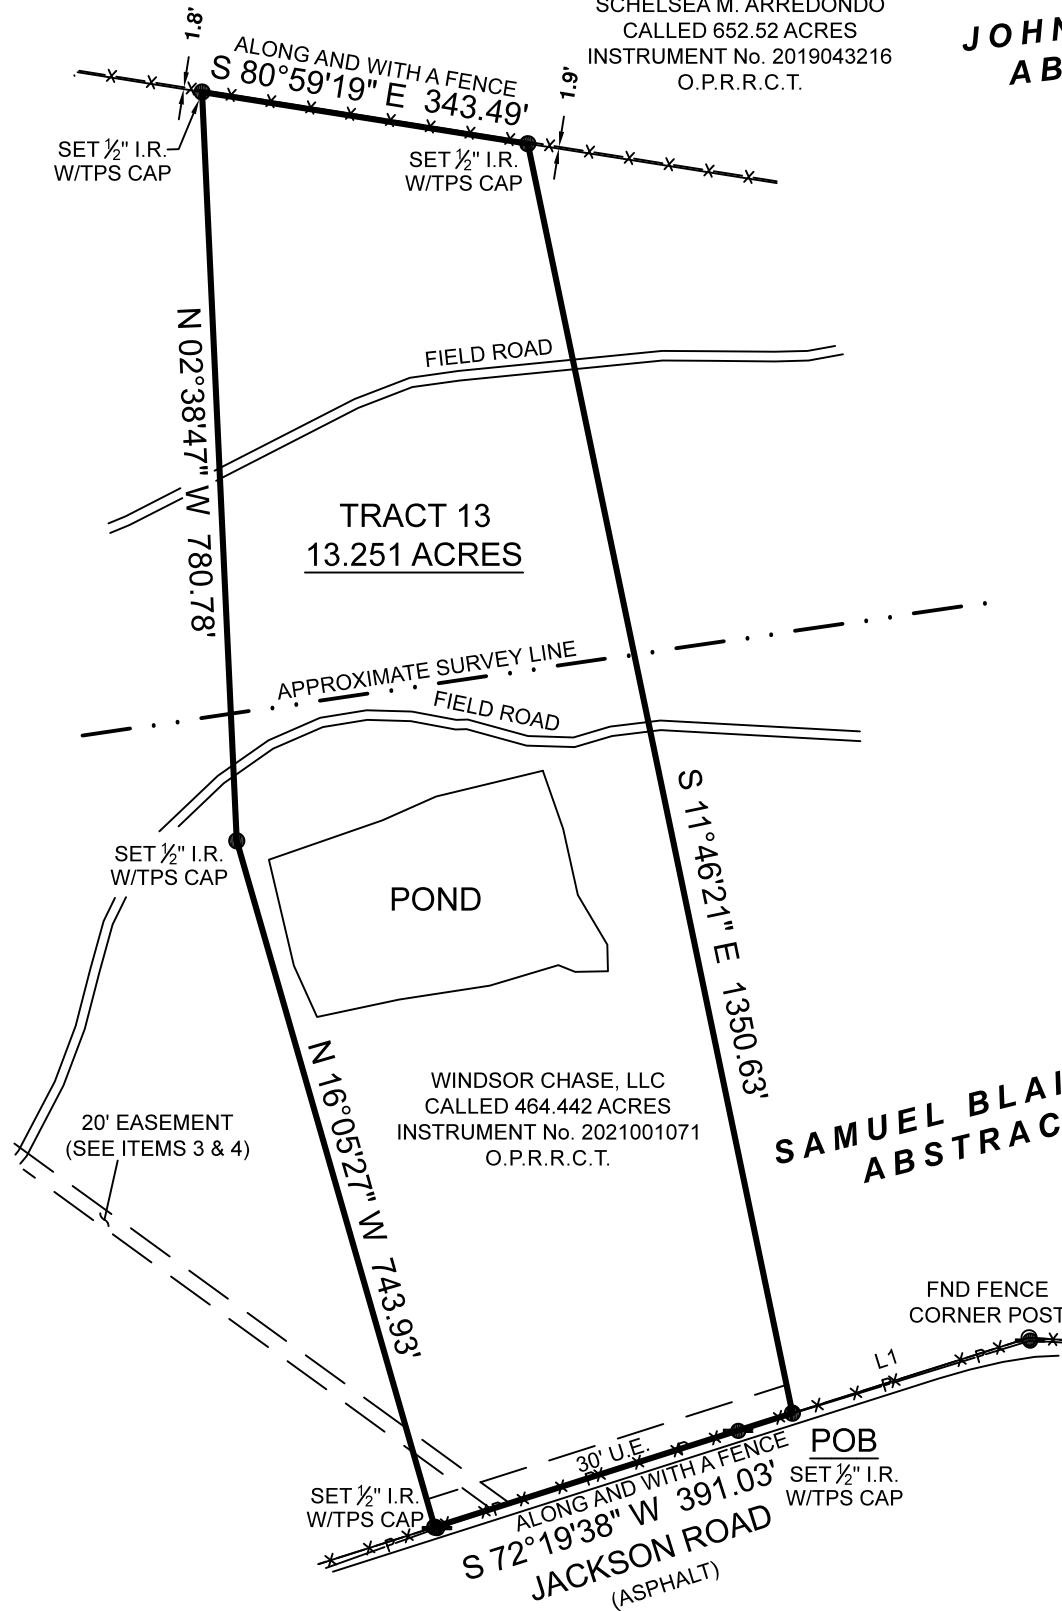 SCHELSEA M. ARREDONDO
CALLED 652.52 ACRES
INSTRUMENT No. 2019043216
O.P.R.R.C.T.
JOHN
AB
1.8'
ALONG AND WITH A FENCE
S 80°59'19" E 343.49'
1.9'
SET ½" I.R.
W/TPS CAP
SET ½" I.R.
W/TPS CAP
N 02°38'47" W 780.78'
FIELD ROAD
TRACT 13
13.251 ACRES
APPROXIMATE SURVEY LINE
FIELD ROAD
S 11°46'21" E 1350.63'
SET ½" I.R.
W/TPS CAP
POND
N 16°05'27" W 743.93'
WINDSOR CHASE, LLC
CALLED 464.442 ACRES
INSTRUMENT No. 2021001071
O.P.R.R.C.T.
20' EASEMENT
(SEE ITEMS 3 & 4)
SAMUEL BLAI
ABSTRAC
FND FENCE
CORNER POST
L1
P
P
POB
SET ½" I.R.
W/TPS CAP
30' U.E.
P
P
P
P
ALONG AND WITH A FENCE
S 72°19'38" W 391.03'
SET ½" I.R.
W/TPS CAP
JACKSON ROAD
(ASPHALT)